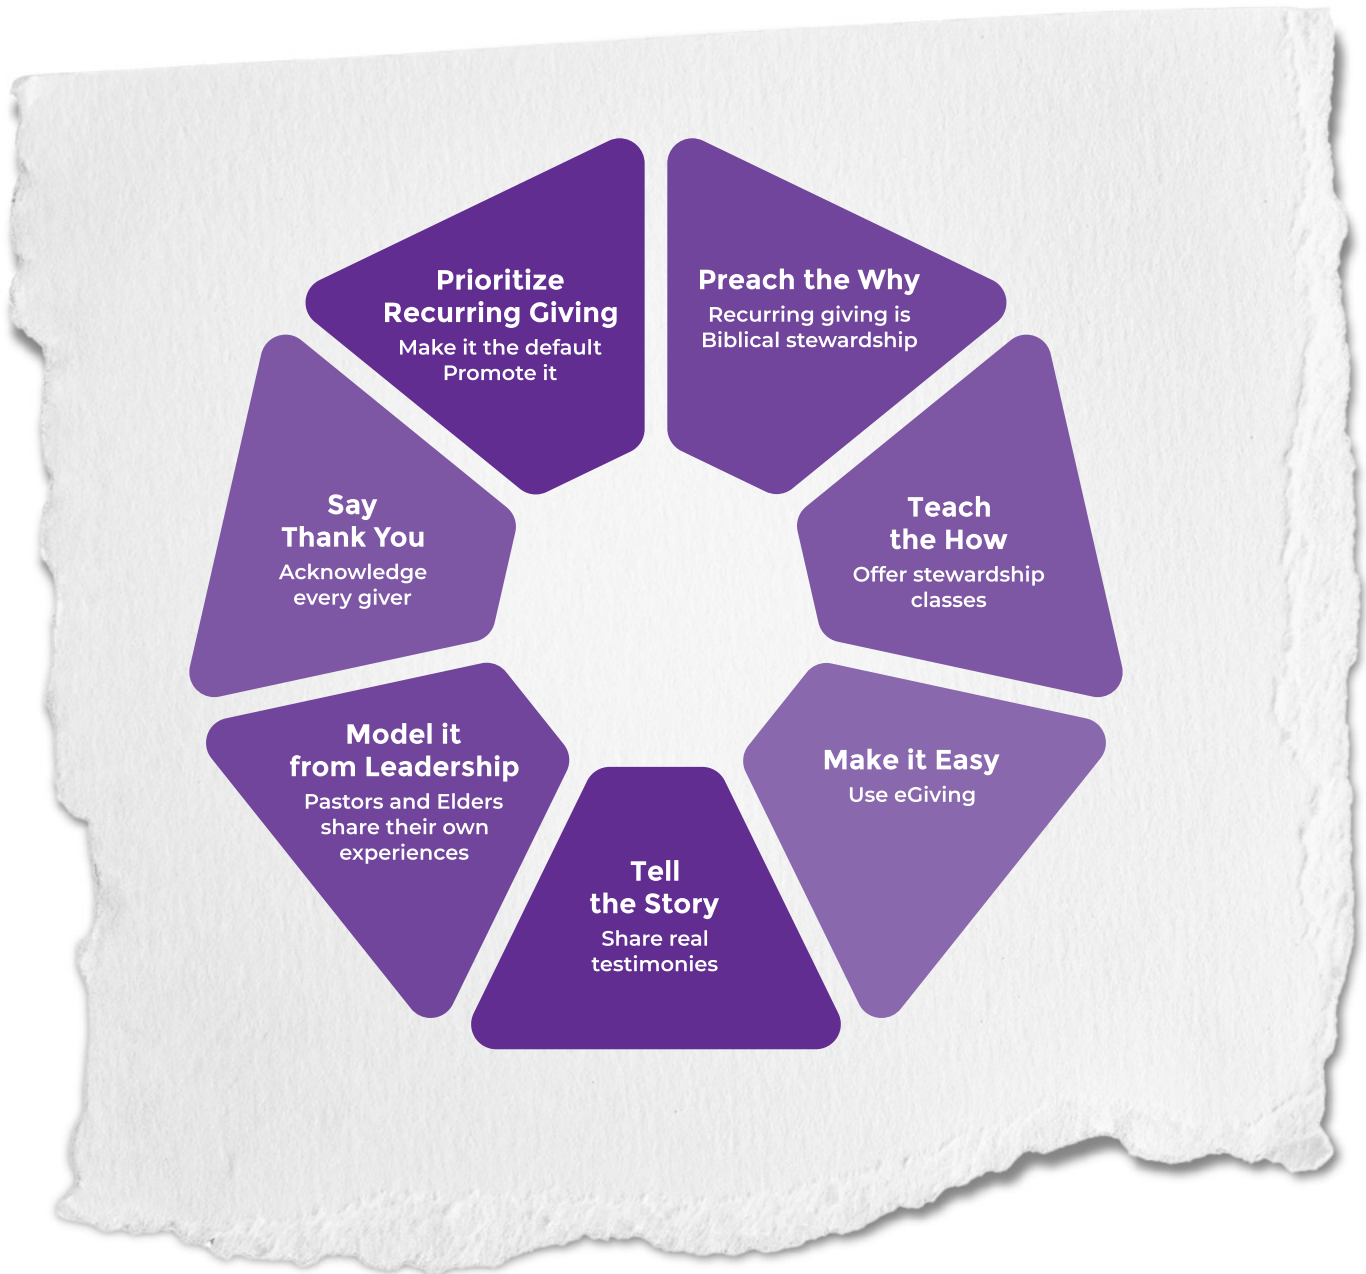 Prioritize
Recurring Giving
Make it the default
Promote it
Preach the Why
Recurring giving is
Biblical stewardship
Teach
the How
Offer stewardship
classes
Make it Easy
Use eGiving
Tell
the Story
Share real
testimonies
Model it
from Leadership
Pastors and Elders
share their own
experiences
Say
Thank You
Acknowledge
every giver